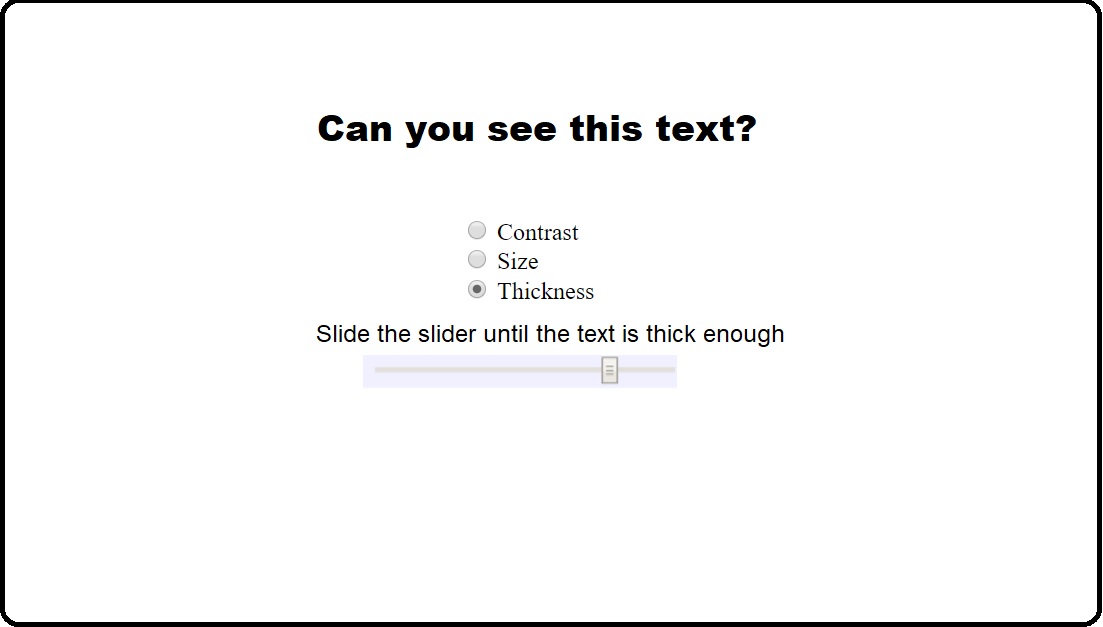 Can you see this text?
Contrast
Size
Thickness
Slide the slider until the text is thick enough